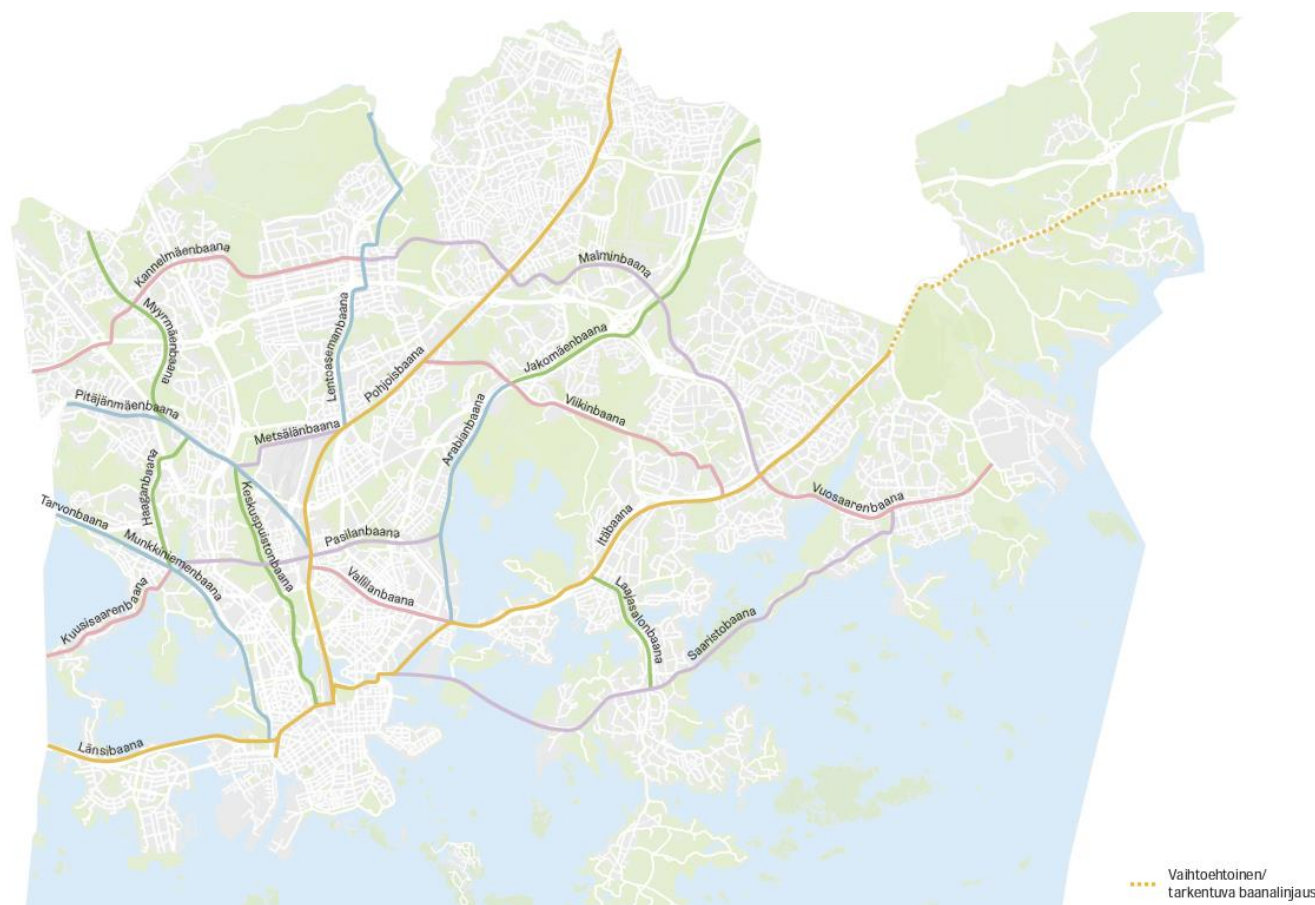 Kannelmäenbaana
Malminbaana
Myyrmäenbaana
Lentoasemanbaana
Jakomäenbaana
Pohjoisbaana
Pitäjänmäenbaana
Viikinbaana
Metsälänbaana
Arabianbaana
Haaganbaana
Keskuspuistonbaana
Tarvonbaana
Munkkiniemenbaana
Pasilanbaana
Vuosaarenbaana
Itäbaana
Vallilanbaana
Kuusisaarenbaana
Laajasalonbaana
Saaristobaana
Länsibaana
Vaihtoehtoinen/
tarkentuva baanalinjaus